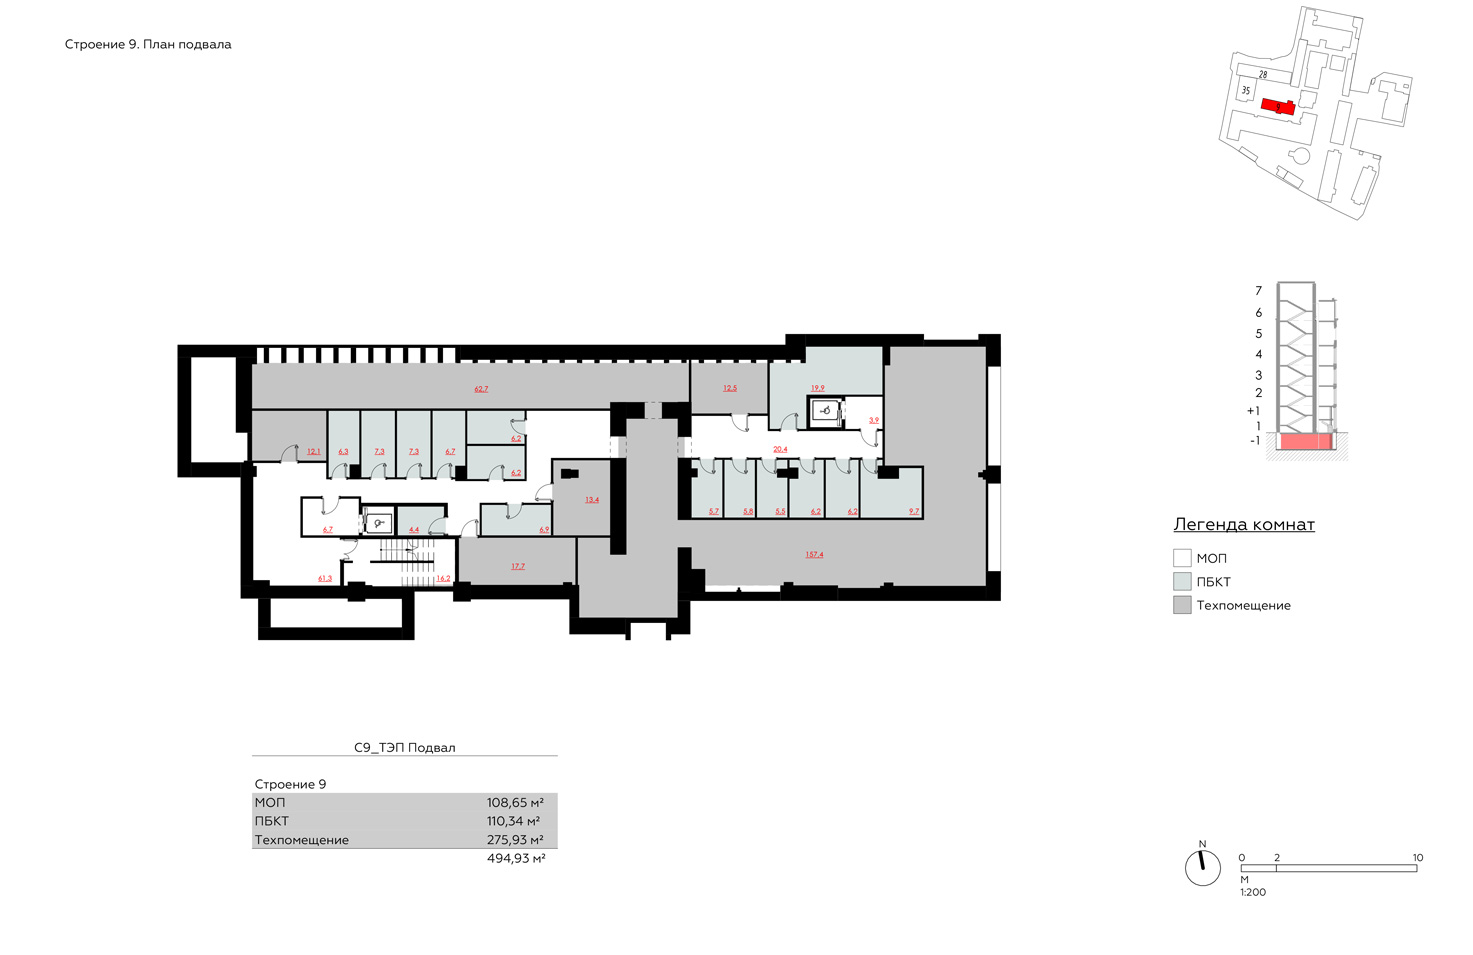 Строение 9. План подвала
28
35
9
7
6
5
4
3
2
+1
1
-1
62,7
12,5
19,9
3,9
12,1
6,3
7,3
7,3
6,7
6,2
6,2
20,4
13,4
5,7
5,8
5,5
6,2
6,2
9,7
6,7
4,4
6,9
157,4
61,3
16,2
17,7
Легенда комнат
МОП
ПБКТ
Техпомещение
С9_ТЭП Подвал
Строение 9
МОП 108,65 м²
ПБКТ 110,34 м²
Техпомещение 275,93 м²
494,93 м²
N
0 2 10
М
1:200